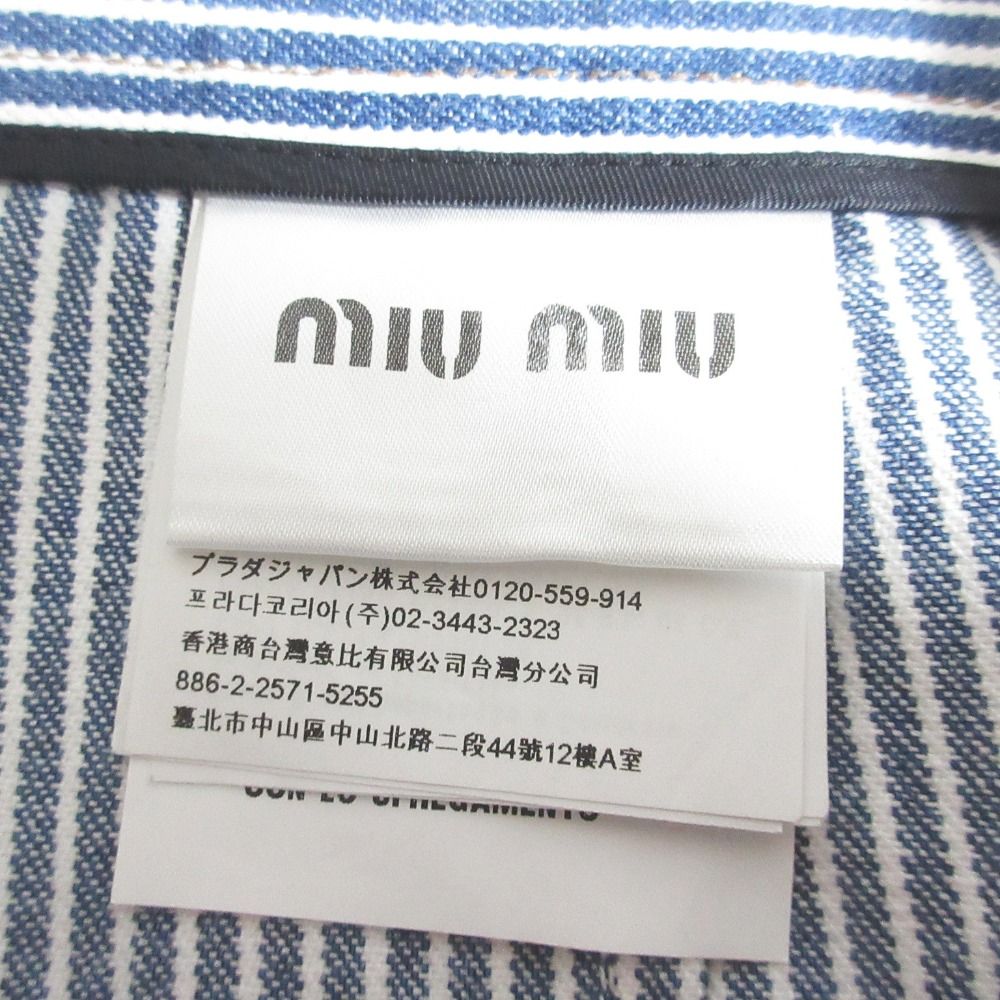 miu miu
プラダジャパン株式会社0120-559-914
프라다코리아(주)02-3443-2323
香港商台灣意比有限公司台灣分公司
886-2-2571-5255
臺北市中山區中山北路二段44號12樓A室